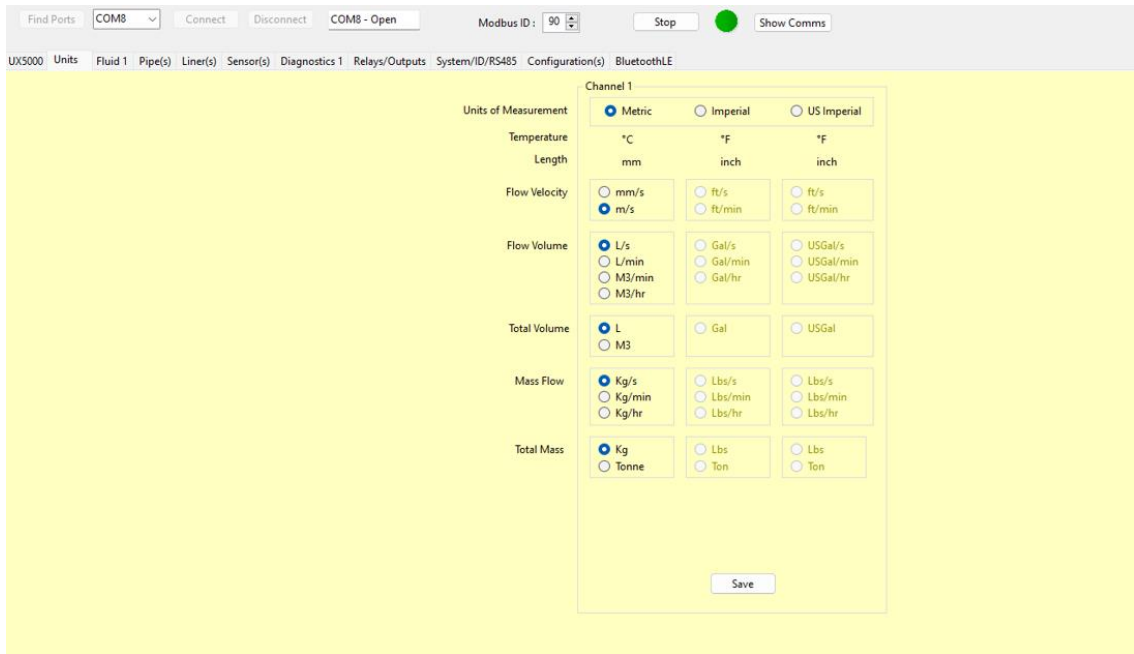 Find Ports COM8 Connect Disconnect COM8 - Open Modbus ID : 90 Stop Show Comms
UX5000 Units Fluid 1 Pipe(s) Liner(s) Sensor(s) Diagnostics 1 Relays/Outputs System/ID/RS485 Configuration(s) BluetoothLE
Channel 1
Units of Measurement Metric Imperial US Imperial
Temperature °C °F °F
Length mm inch inch
Flow Velocity mm/s ft/s ft/s
m/s ft/min ft/min
Flow Volume L/s Gal/s USGal/s
L/min Gal/min USGal/min
M3/min Gal/hr USGal/hr
M3/hr
Total Volume L Gal USGal
M3
Mass Flow Kg/s Lbs/s Lbs/s
Kg/min Lbs/min Lbs/min
Kg/hr Lbs/hr Lbs/hr
Total Mass Kg Lbs Lbs
Tonne Ton Ton
Save